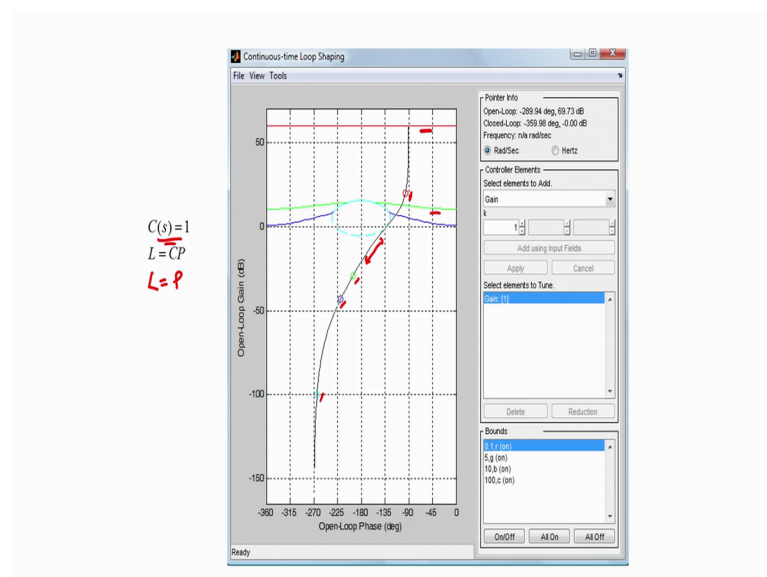 Continuous-time Loop Shaping
File View Tools
C(s)=1
L=CP
L=P
50
0
-50
-100
-150
Open-Loop Gain (dB)
-360 -315 -270 -225 -180 -135 -90 -45 0
Open-Loop Phase (deg)
Pointer Info
Open-Loop: -289.94 deg, 69.73 dB
Closed-Loop: -359.98 deg, -0.00 dB
Frequency: n/a rad/sec
Rad/Sec Hertz
Controller Elements
Select elements to Add.
Gain
k
1
Add using Input Fields
Apply Cancel
Select elements to Tune.
Gain: [1]
Delete Reduction
Bounds
0.1,r (on)
5,g (on)
10,b (on)
100,c (on)
On/Off All On All Off
Ready